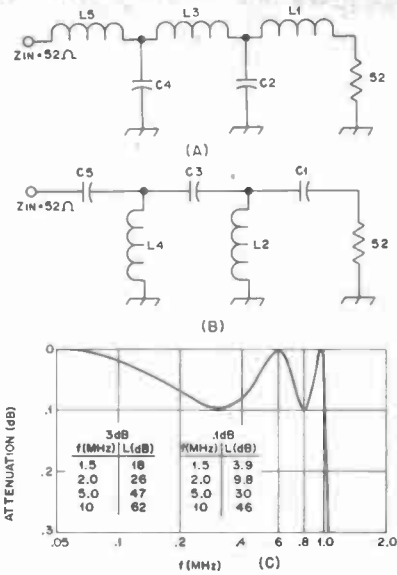 L5
L3
L1
ZIN=52Ω
C4
C2
52
(A)
C5
C3
C1
ZIN=52Ω
L4
L2
52
(B)
ATTENUATION (dB)
0
.1
.2
.3
3dB
f(MHz) L(dB)
1.5 18
2.0 26
5.0 47
10 62
.1dB
f(MHz) L(dB)
1.5 3.9
2.0 9.8
5.0 30
10 46
.05 .1 .2 .4 .6 .8 1.0 2.0
f(MHz) (C)